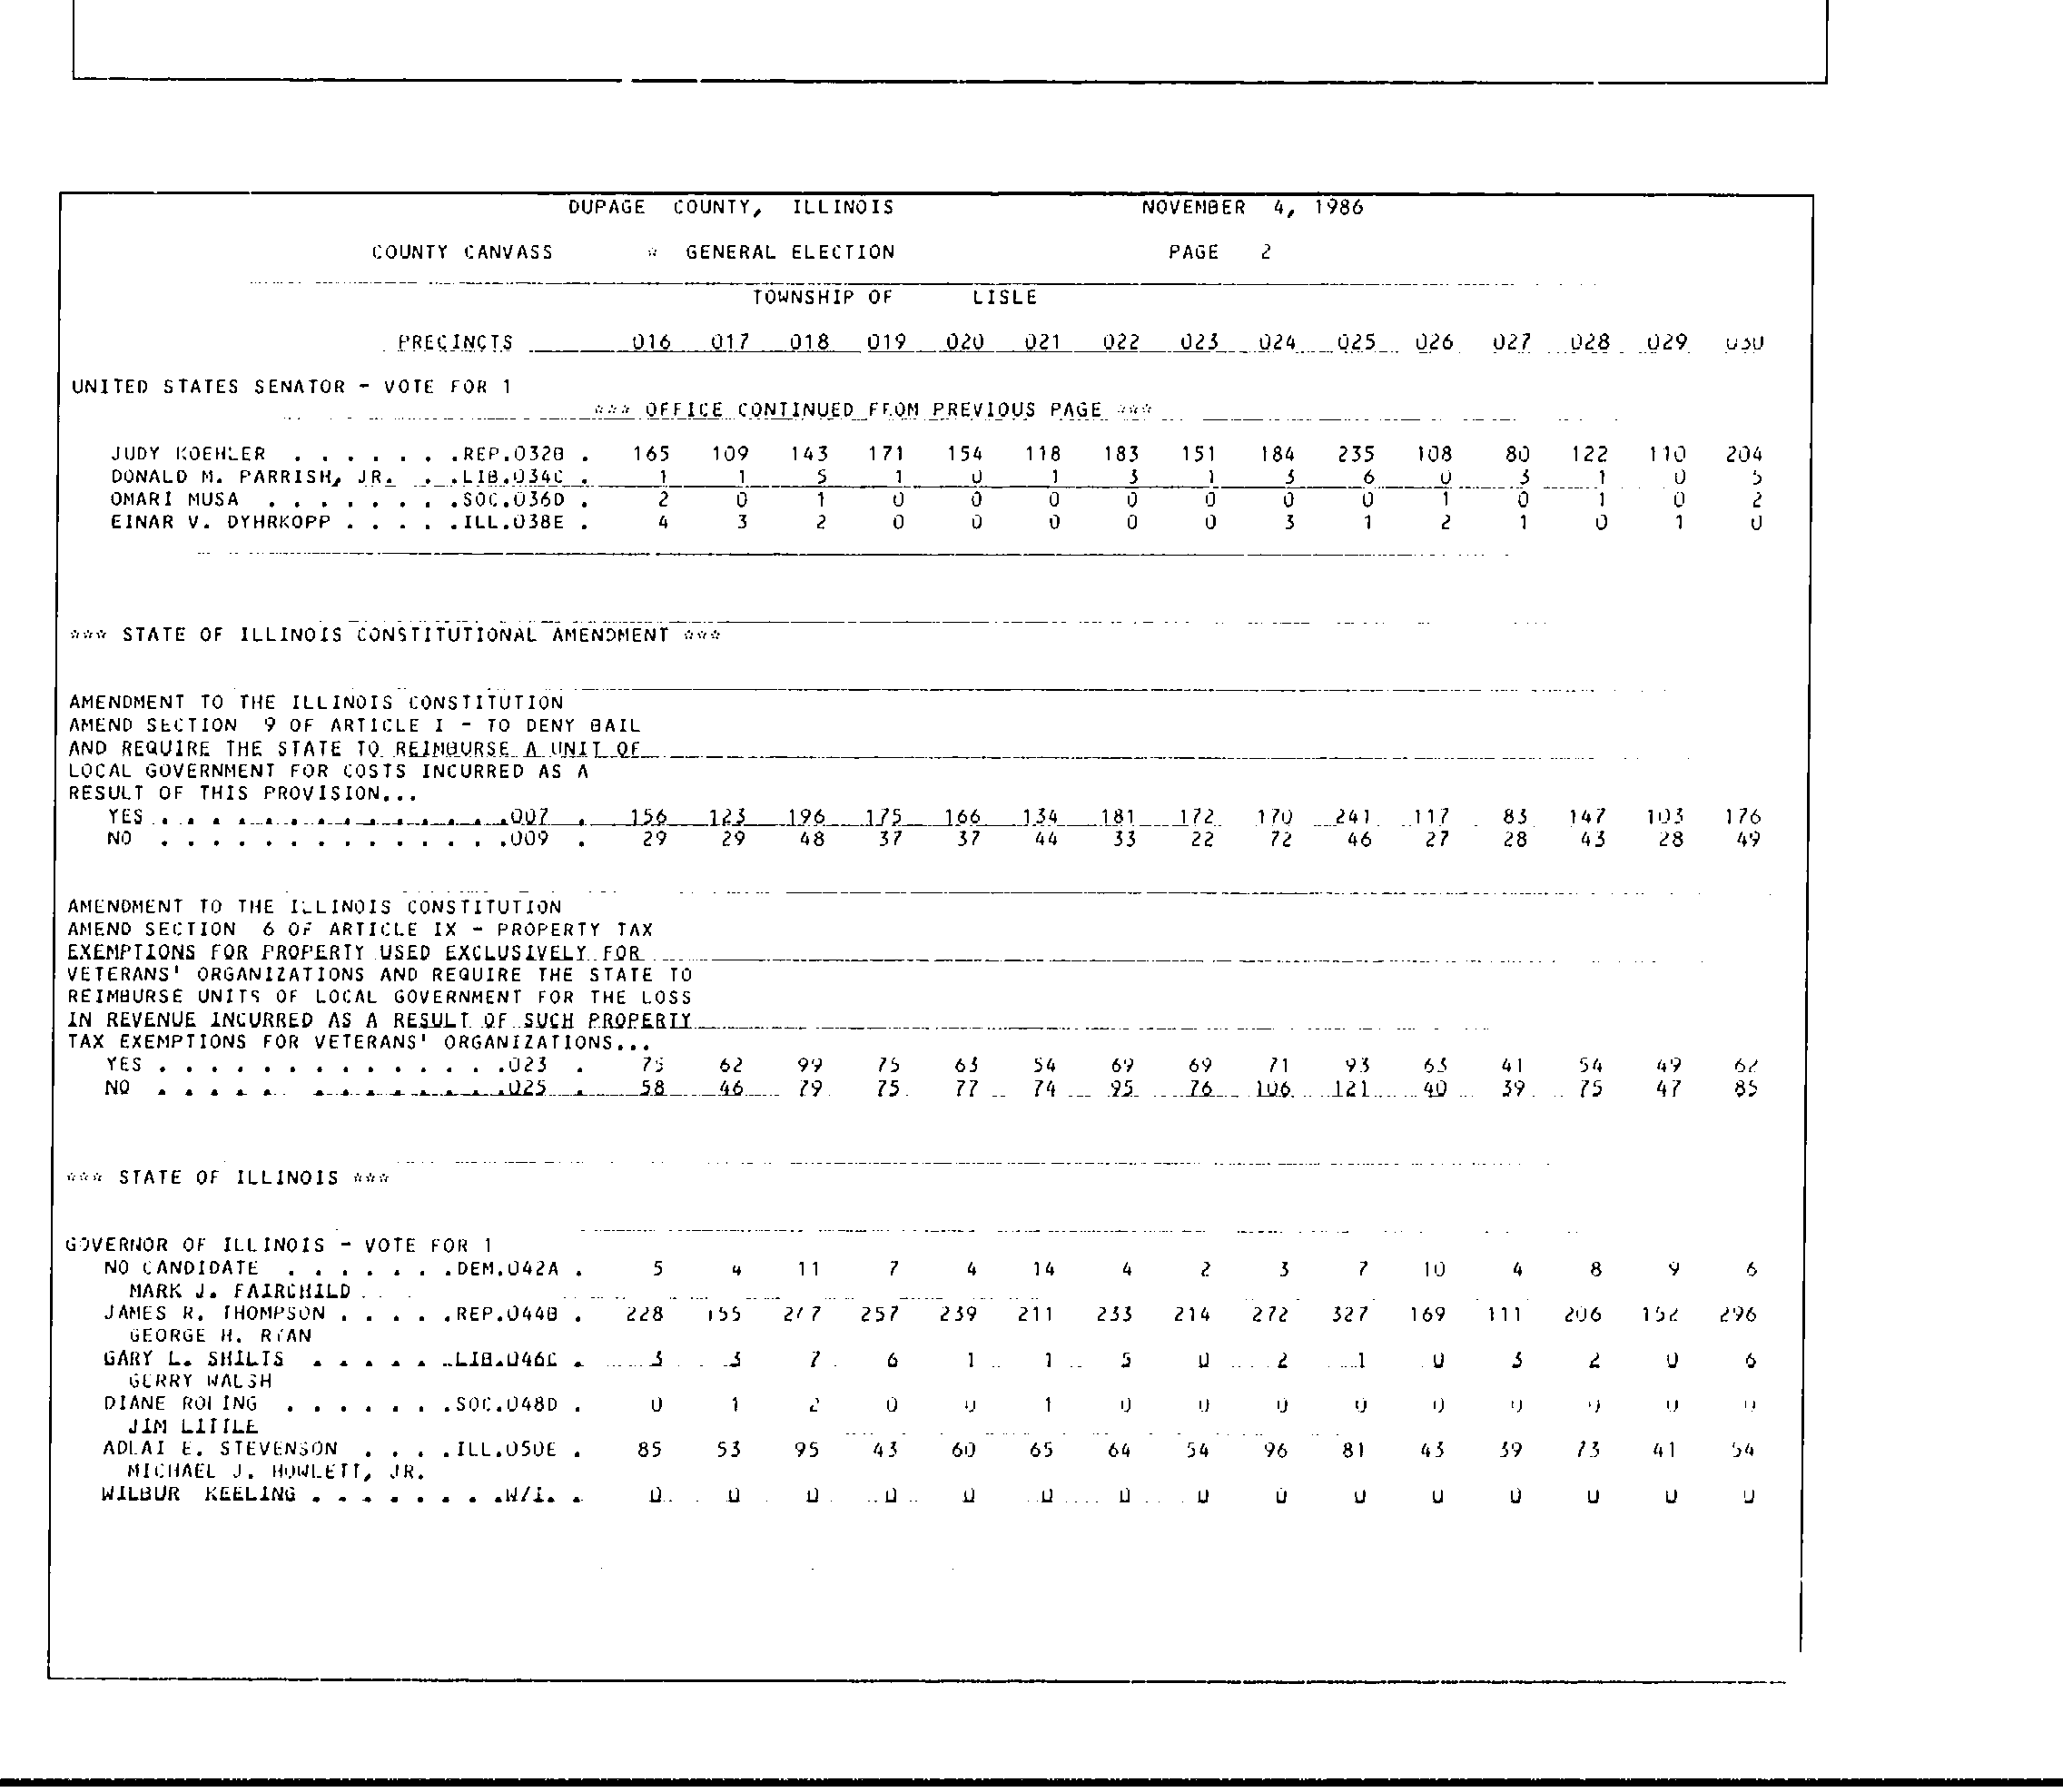 DUPAGE COUNTY, ILLINOIS NOVEMBER 4, 1986
COUNTY CANVASS * GENERAL ELECTION PAGE 2
TOWNSHIP OF LISLE
PRECINCTS 016 017 018 019 020 021 022 023 024 025 026 027 028 029 030
UNITED STATES SENATOR - VOTE FOR 1
*** OFFICE CONTINUED FROM PREVIOUS PAGE ***
JUDY KOEHLER . . . . . . . .REP.032B . 165 109 143 171 154 118 183 151 184 235 108 80 122 110 204
DONALD M. PARRISH, JR. . . .LIB.034C . 1 1 5 1 0 1 3 1 3 6 0 3 1 0 5
OMARI MUSA . . . . . . . .SOC.036D . 2 0 1 0 0 0 0 0 0 0 1 0 1 0 2
EINAR V. DYHRKOPP . . . . .ILL.038E . 4 3 2 0 0 0 0 0 3 1 2 1 0 1 0
*** STATE OF ILLINOIS CONSTITUTIONAL AMENDMENT ***
AMENDMENT TO THE ILLINOIS CONSTITUTION
AMEND SECTION 9 OF ARTICLE I - TO DENY BAIL
AND REQUIRE THE STATE TO REIMBURSE A UNIT OF
LOCAL GOVERNMENT FOR COSTS INCURRED AS A
RESULT OF THIS PROVISION...
YES . . . . . . . . . . . . . .007 . 156 123 196 175 166 134 181 172 170 241 117 83 147 103 176
NO . . . . . . . . . . . . . .009 . 29 29 48 37 37 44 33 22 72 46 27 28 43 28 49
AMENDMENT TO THE ILLINOIS CONSTITUTION
AMEND SECTION 6 OF ARTICLE IX - PROPERTY TAX
EXEMPTIONS FOR PROPERTY USED EXCLUSIVELY FOR
VETERANS' ORGANIZATIONS AND REQUIRE THE STATE TO
REIMBURSE UNITS OF LOCAL GOVERNMENT FOR THE LOSS
IN REVENUE INCURRED AS A RESULT OF SUCH PROPERTY
TAX EXEMPTIONS FOR VETERANS' ORGANIZATIONS...
YES . . . . . . . . . . . . . .023 . 75 62 99 75 63 54 69 69 71 93 63 41 54 49 62
NO . . . . . . . . . . . . . .025 . 58 46 79 75 77 74 95 76 106 121 40 39 75 47 85
*** STATE OF ILLINOIS ***
GOVERNOR OF ILLINOIS - VOTE FOR 1
NO CANDIDATE . . . . . . .DEM.042A . 5 4 11 7 4 14 4 2 3 7 10 4 8 9 6
MARK J. FAIRCHILD
JAMES R. THOMPSON . . . . .REP.044B . 228 155 257 239 211 233 214 272 327 169 111 206 152 296
GEORGE H. RYAN
GARY L. SHILTS . . . . . .LIB.046C . 3 3 7 6 1 1 5 0 2 1 0 3 2 0 6
GERRY WALSH
DIANE ROLING . . . . . . .SOC.048D . 0 1 2 0 0 1 0 0 0 0 0 0 0 0 0
JIM LITTLE
ADLAI E. STEVENSON . . . .ILL.050E . 85 53 95 43 60 65 64 54 96 81 43 39 73 41 54
MICHAEL J. HOWLETT, JR.
WILBUR KEELING . . . . . . . .W/I. . 0 0 0 0 0 0 0 0 0 0 0 0 0 0 0